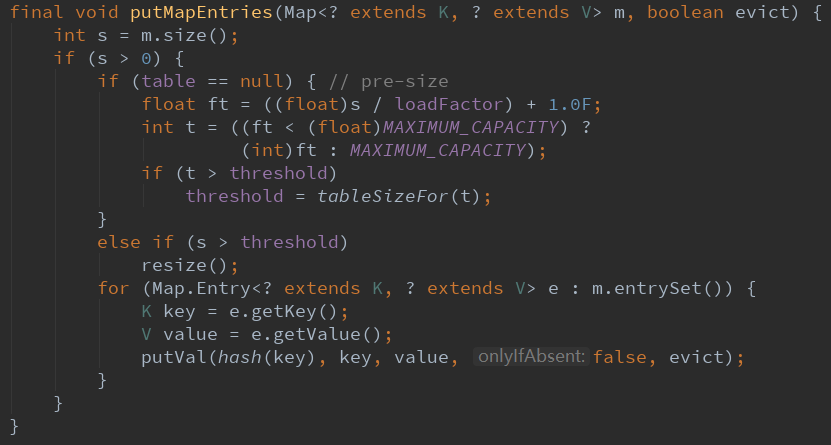 final void putMapEntries(Map<? extends K, ? extends V> m, boolean evict) {
    int s = m.size();
    if (s > 0) {
        if (table == null) { // pre-size
            float ft = ((float)s / loadFactor) + 1.0F;
            int t = ((ft < (float)MAXIMUM_CAPACITY) ?
                     (int)ft : MAXIMUM_CAPACITY);
            if (t > threshold)
                threshold = tableSizeFor(t);
        }
        else if (s > threshold)
            resize();
        for (Map.Entry<? extends K, ? extends V> e : m.entrySet()) {
            K key = e.getKey();
            V value = e.getValue();
            putVal(hash(key), key, value, onlyIfAbsent: false, evict);
        }
    }
}